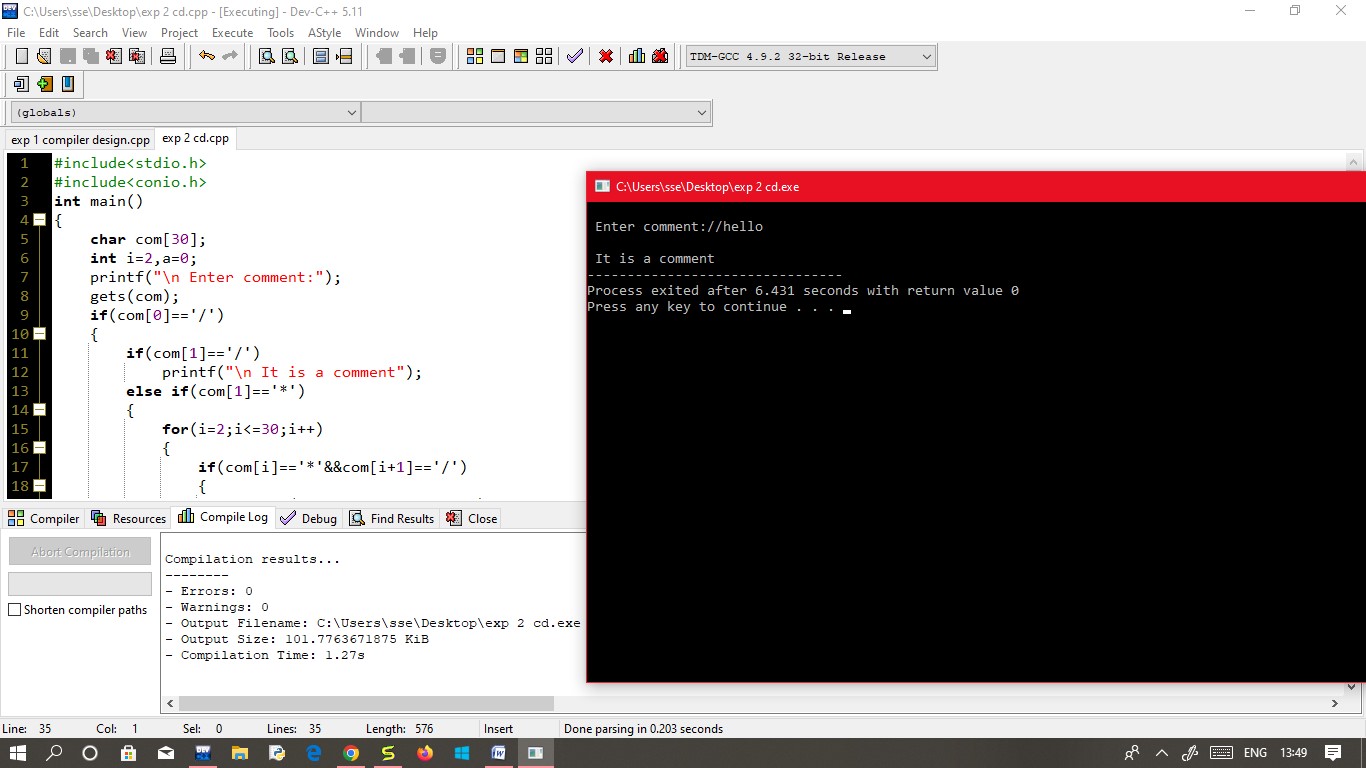 C:\Users\sse\Desktop\exp 2 cd.cpp - [Executing] - Dev-C++ 5.11
File Edit Search View Project Execute Tools AStyle Window Help
TDM-GCC 4.9.2 32-bit Release
(globals)
exp 1 compiler design.cpp exp 2 cd.cpp
1 #include<stdio.h>
2 #include<conio.h>
3 int main()
4 {
5 char com[30];
6 int i=2,a=0;
7 printf("\n Enter comment:");
8 gets(com);
9 if(com[0]=='/')
10 {
11 if(com[1]=='/')
12 printf("\n It is a comment");
13 else if(com[1]=='*')
14 {
15 for(i=2;i<=30;i++)
16 {
17 if(com[i]=='*'&&com[i+1]=='/')
18 {
C:\Users\sse\Desktop\exp 2 cd.exe
Enter comment://hello
It is a comment
--------------------------------
Process exited after 6.431 seconds with return value 0
Press any key to continue . . .
Compiler Resources Compile Log Debug Find Results Close
Abort Compilation
Shorten compiler paths
Compilation results...
--------
- Errors: 0
- Warnings: 0
- Output Filename: C:\Users\sse\Desktop\exp 2 cd.exe
- Output Size: 101.7763671875 KiB
- Compilation Time: 1.27s
Line: 35 Col: 1 Sel: 0 Lines: 35 Length: 576 Insert Done parsing in 0.203 seconds
ENG 13:49